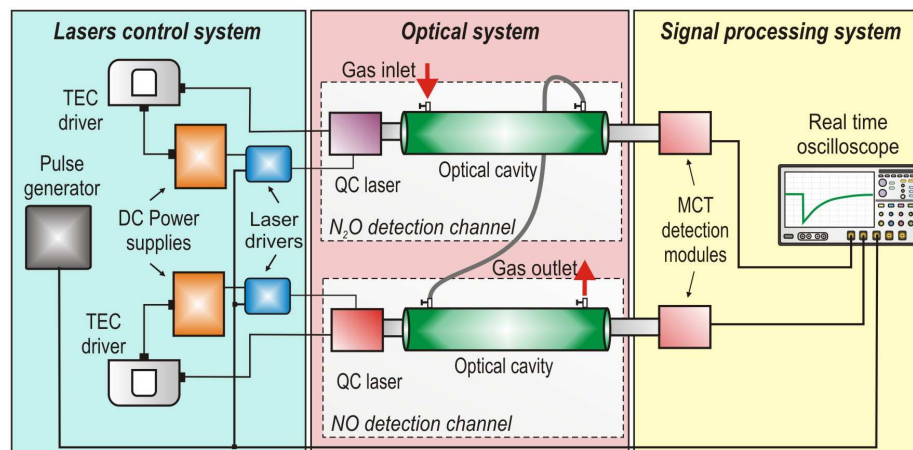 Lasers control system
Optical system
Signal processing system
TEC
driver
Pulse
generator
DC Power
supplies
Laser
drivers
TEC
driver
Gas inlet
QC laser
Optical cavity
N₂O detection channel
Gas outlet
QC laser
Optical cavity
NO detection channel
MCT
detection
modules
Real time
oscilloscope